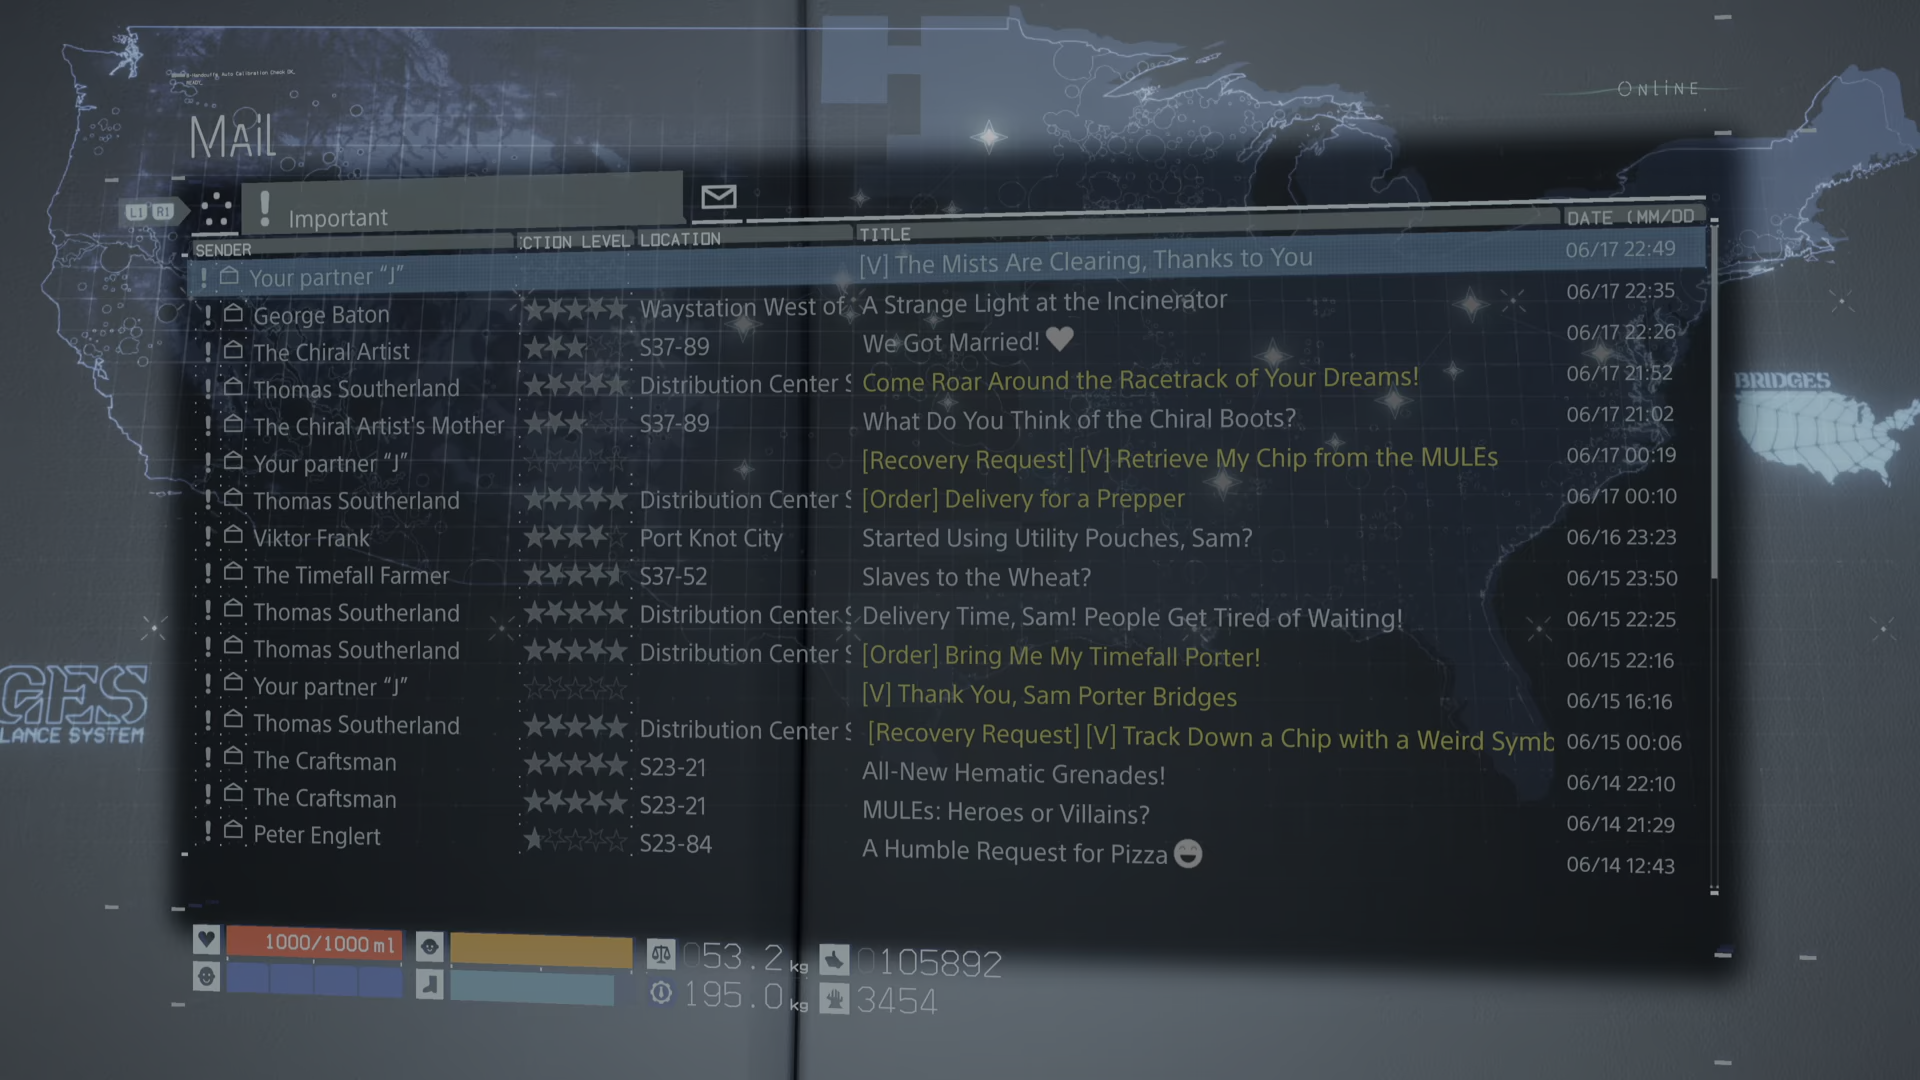 Q-Handcuffs Auto Calibration Check OK.
READY.
ONLINE
MAIL
L1 R1
! Important
SENDER CTION LEVEL LOCATION TITLE DATE (MM/DD
! Your partner “J” [V] The Mists Are Clearing, Thanks to You 06/17 22:49
! George Baton Waystation West of A Strange Light at the Incinerator 06/17 22:35
! The Chiral Artist S37-89 We Got Married! 06/17 22:26
! Thomas Southerland Distribution Center S Come Roar Around the Racetrack of Your Dreams! 06/17 21:52
! The Chiral Artist's Mother S37-89 What Do You Think of the Chiral Boots? 06/17 21:02
! Your partner “J” [Recovery Request] [V] Retrieve My Chip from the MULEs 06/17 00:19
! Thomas Southerland Distribution Center S [Order] Delivery for a Prepper 06/17 00:10
! Viktor Frank Port Knot City Started Using Utility Pouches, Sam? 06/16 23:23
! The Timefall Farmer S37-52 Slaves to the Wheat? 06/15 23:50
! Thomas Southerland Distribution Center S Delivery Time, Sam! People Get Tired of Waiting! 06/15 22:25
! Thomas Southerland Distribution Center S [Order] Bring Me My Timefall Porter! 06/15 22:16
! Your partner “J” [V] Thank You, Sam Porter Bridges 06/15 16:16
! Thomas Southerland Distribution Center S [Recovery Request] [V] Track Down a Chip with a Weird Symb 06/15 00:06
! The Craftsman S23-21 All-New Hematic Grenades! 06/14 22:10
! The Craftsman S23-21 MULEs: Heroes or Villains? 06/14 21:29
! Peter Englert S23-84 A Humble Request for Pizza 06/14 12:43
BRIDGES
GES
LANCE SYSTEM
1000/1000 ml 053.2 kg 0105892
195.0 kg 3454